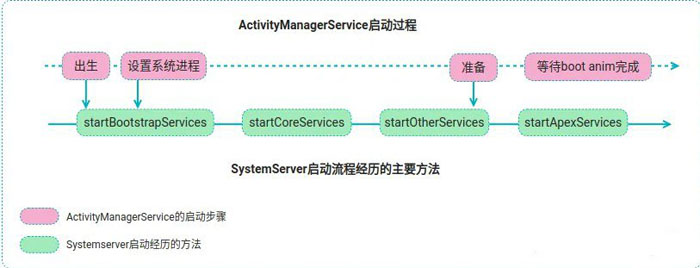 ActivityManagerService启动过程
出生
设置系统进程
准备
等待boot anim完成
startBootstrapServices
startCoreServices
startOtherServices
startApexServices
SystemServer启动流程经历的主要方法
ActivityManagerService的启动步骤
Systemserver启动经历的方法